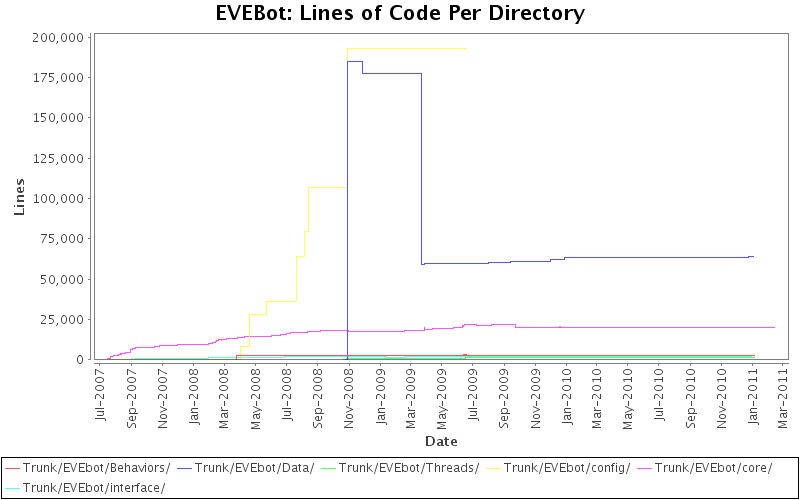 EVEBot: Lines of Code Per Directory
200,000
175,000
150,000
125,000
100,000
75,000
50,000
25,000
0
Lines
Jul-2007
Sep-2007
Nov-2007
Jan-2008
Mar-2008
May-2008
Jul-2008
Sep-2008
Nov-2008
Jan-2009
Mar-2009
May-2009
Jul-2009
Sep-2009
Nov-2009
Jan-2010
Mar-2010
May-2010
Jul-2010
Sep-2010
Nov-2010
Jan-2011
Mar-2011
Date
Trunk/EVEbot/Behaviors/ Trunk/EVEbot/Data/ Trunk/EVEbot/Threads/ Trunk/EVEbot/config/ Trunk/EVEbot/core/
Trunk/EVEbot/interface/